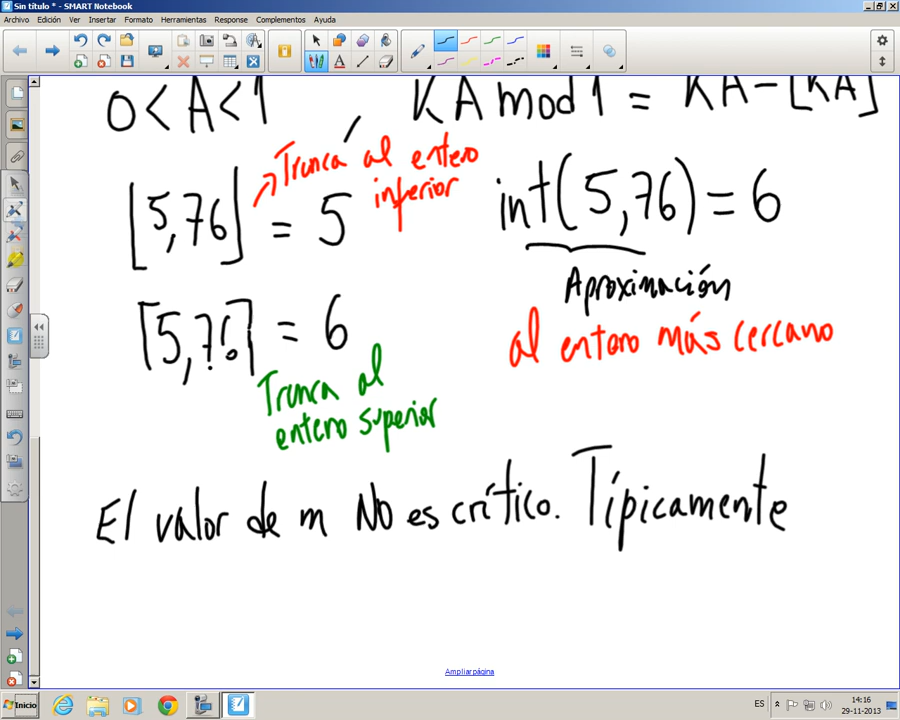 Sin título * - SMART Notebook
Archivo Edición Ver Insertar Formato Herramientas Response Complementos Ayuda
0 < A < 1 , KA mod 1 = KA - ⌊KA⌋
⌊5,76⌋ = 5
Trunca al entero
inferior
int(5,76) = 6
Aproximación
al entero más cercano
⌈5,76⌉ = 6
Trunca al
entero superior
El valor de m No es crítico. Típicamente
Ampliar página
Inicio
ES
14:16
29-11-2013